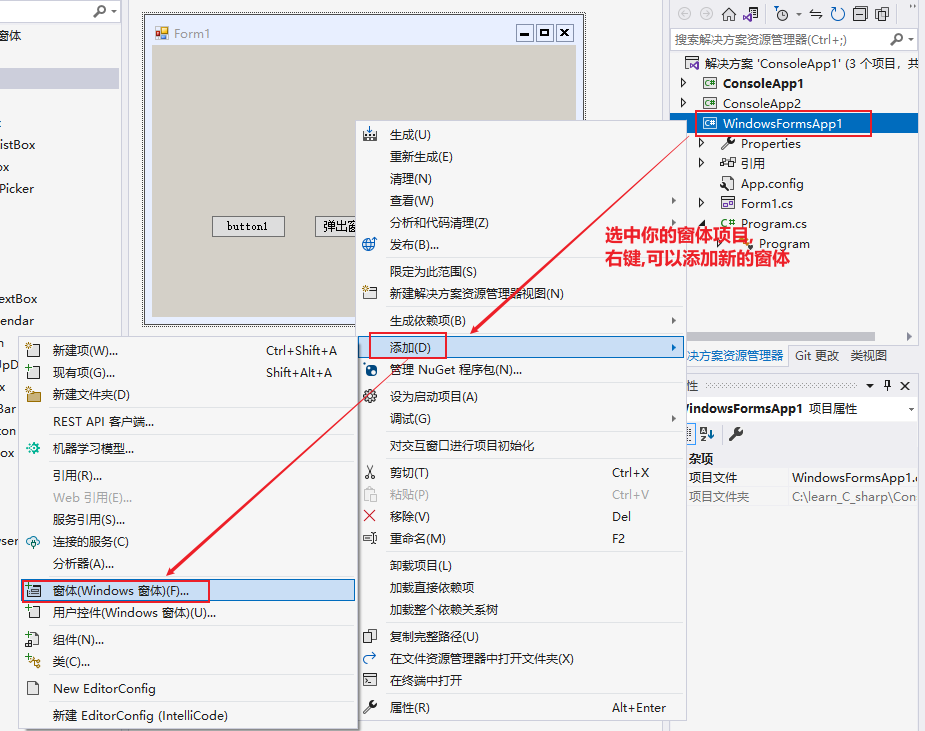 窗体
istBox
ox
Picker
extBox
lendar
n
UpD
x
Bar
ton
ox
wser
Form1
button1
弹出窗
搜索解决方案资源管理器(Ctrl+;)
解决方案 'ConsoleApp1' (3 个项目，共
C# ConsoleApp1
C# ConsoleApp2
C# WindowsFormsApp1
Properties
引用
App.config
Form1.cs
C# Program.cs
Program
选中你的窗体项目
右键,可以添加新的窗体
生成(U)
重新生成(E)
清理(N)
查看(W)
分析和代码清理(Z)
发布(B)...
限定为此范围(S)
新建解决方案资源管理器视图(N)
生成依赖项(B)
添加(D)
管理 NuGet 程序包(N)...
设为启动项目(A)
调试(G)
对交互窗口进行项目初始化
剪切(T) Ctrl+X
粘贴(P) Ctrl+V
移除(V) Del
重命名(M) F2
卸载项目(L)
加载直接依赖项
加载整个依赖关系树
复制完整路径(U)
在文件资源管理器中打开文件夹(X)
在终端中打开
属性(R) Alt+Enter
新建项(W)... Ctrl+Shift+A
现有项(G)... Shift+Alt+A
新建文件夹(D)
REST API 客户端...
机器学习模型...
引用(R)...
Web 引用(E)...
服务引用(S)...
连接的服务(C)
分析器(A)...
窗体(Windows 窗体)(F)...
用户控件(Windows 窗体)(U)...
组件(N)...
类(C)...
New EditorConfig
新建 EditorConfig (IntelliCode)
决方案资源管理器 Git 更改 类视图
性
WindowsFormsApp1 项目属性
杂项
项目文件 WindowsFormsApp1.c
项目文件夹 C:\learn_C_sharp\Con